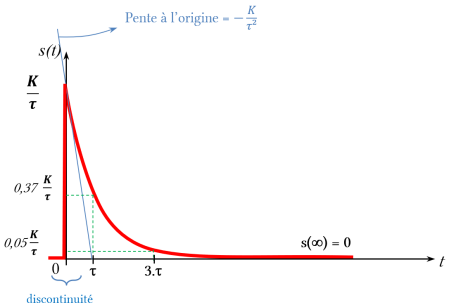 Pente à l'origine = − K/τ²
s(t)
K/τ
0,37 K/τ
0,05 K/τ
s(∞) = 0
0
τ
3.τ
t
discontinuité